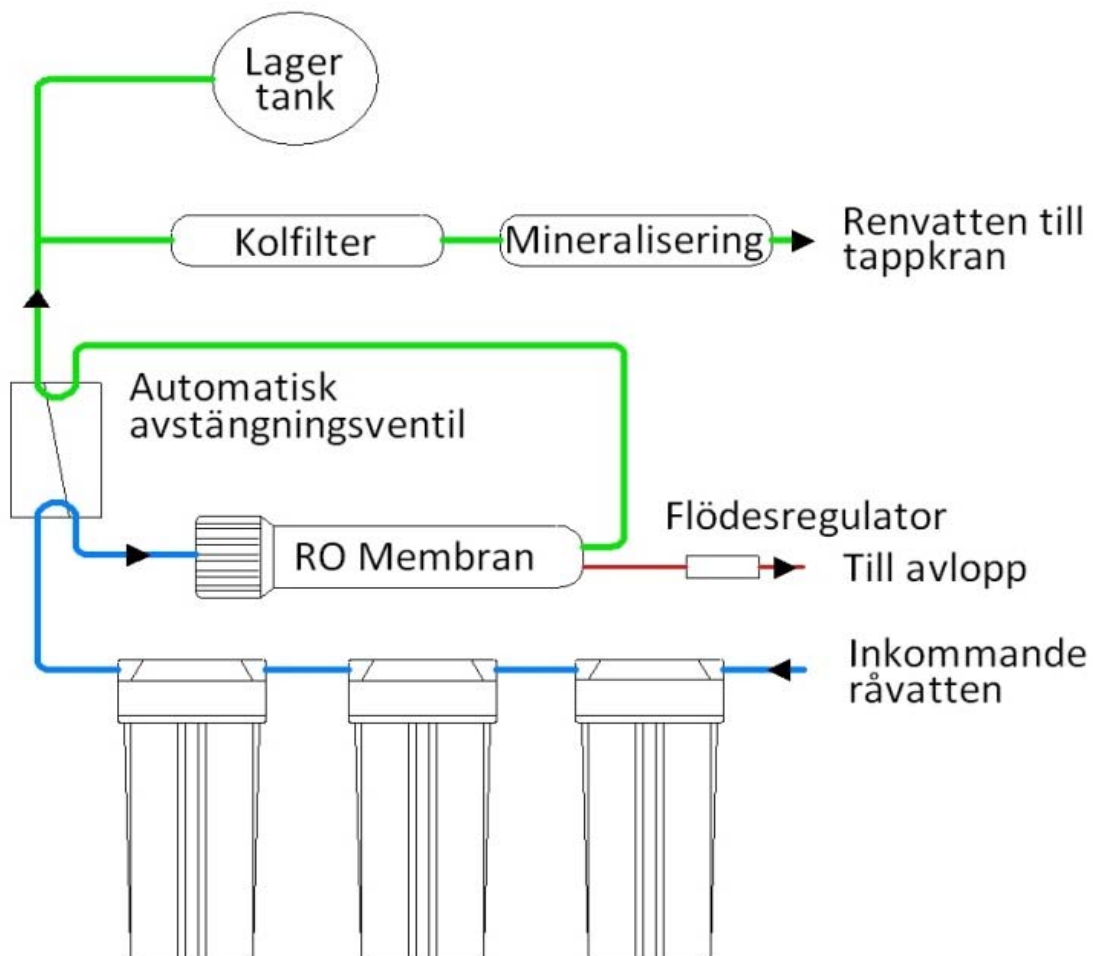 Lager
tank
Kolfilter
Mineralisering
Renvatten till
tappkran
Automatisk
avstängningsventil
Flödesregulator
RO Membran
Till avlopp
Inkommande
råvatten